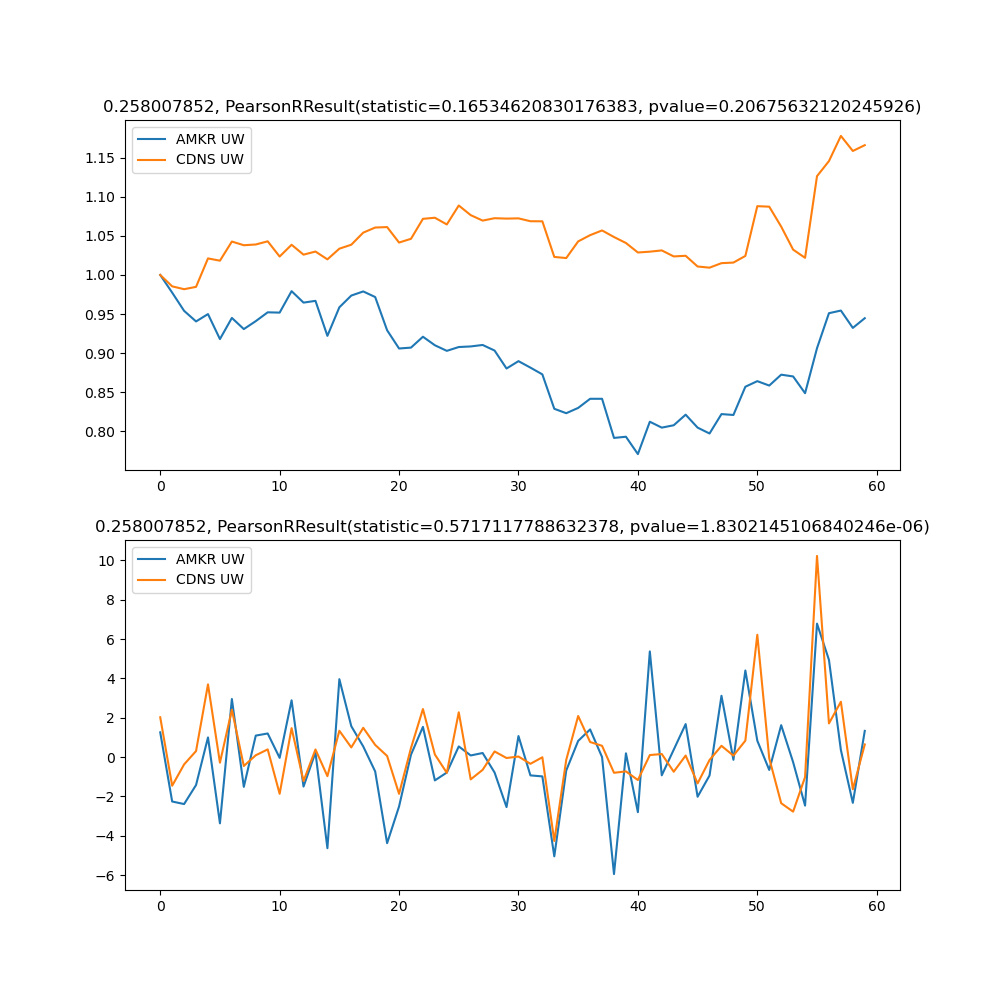 0.258007852, PearsonRResult(statistic=0.16534620830176383, pvalue=0.20675632120245926)
AMKR UW
CDNS UW
1.15
1.10
1.05
1.00
0.95
0.90
0.85
0.80
0 10 20 30 40 50 60
0.258007852, PearsonRResult(statistic=0.5717117788632378, pvalue=1.8302145106840246e-06)
AMKR UW
CDNS UW
10
8
6
4
2
0
−2
−4
−6
0 10 20 30 40 50 60